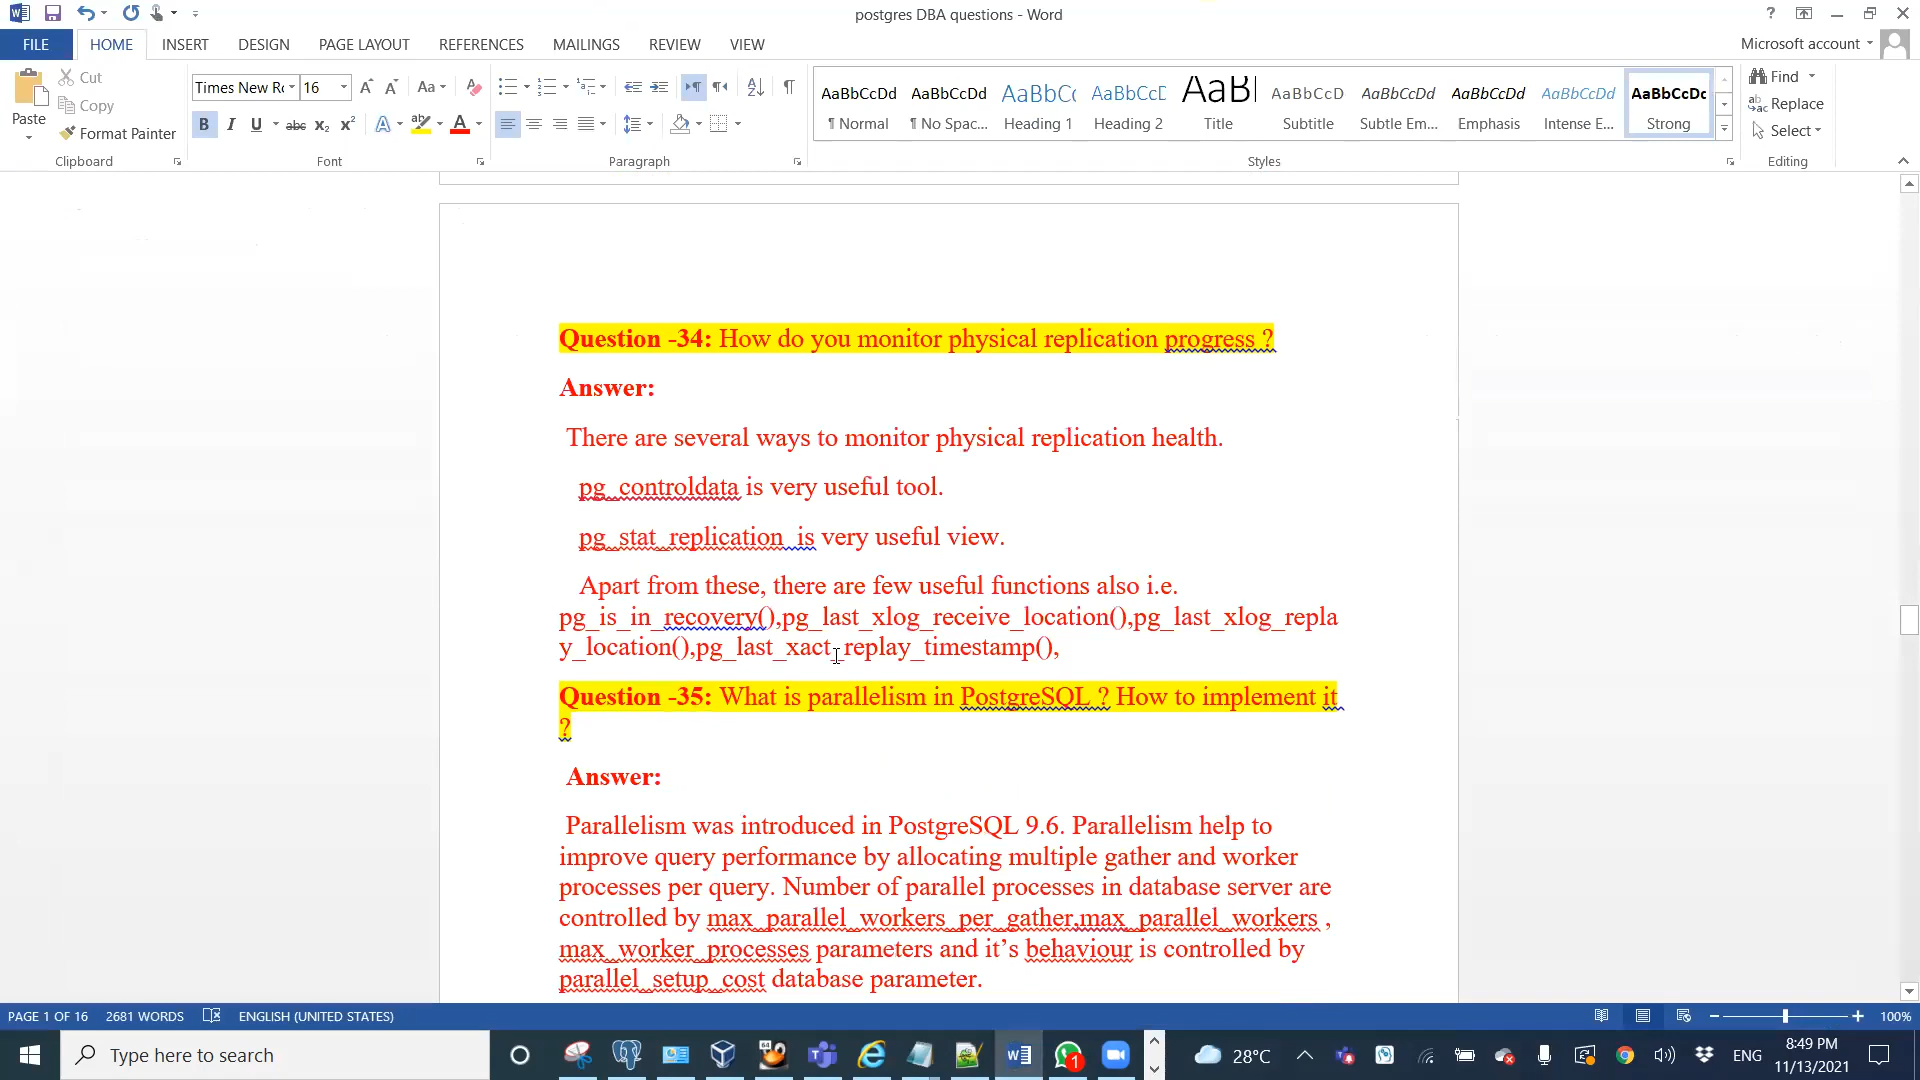 postgres DBA questions - Word
FILE HOME INSERT DESIGN PAGE LAYOUT REFERENCES MAILINGS REVIEW VIEW Microsoft account
Cut
Copy
Format Painter
Paste
Times New Ro 16
AaBbCcDd AaBbCcDd AaBbCc AaBbCcD AaB AaBbCcD AaBbCcDd AaBbCcDd AaBbCcDd AaBbCcDc
¶ Normal ¶ No Spac... Heading 1 Heading 2 Title Subtitle Subtle Em... Emphasis Intense E... Strong
Find
Replace
Select
Clipboard Font Paragraph Styles Editing
Question -34: How do you monitor physical replication progress ?
Answer:
There are several ways to monitor physical replication health.
pg_controldata is very useful tool.
pg_stat_replication is very useful view.
Apart from these, there are few useful functions also i.e.
pg_is_in_recovery(),pg_last_xlog_receive_location(),pg_last_xlog_repla
y_location(),pg_last_xact_replay_timestamp(),
Question -35: What is parallelism in PostgreSQL ? How to implement it
?
Answer:
Parallelism was introduced in PostgreSQL 9.6. Parallelism help to
improve query performance by allocating multiple gather and worker
processes per query. Number of parallel processes in database server are
controlled by max_parallel_workers_per_gather,max_parallel_workers ,
max_worker_processes parameters and it’s behaviour is controlled by
parallel_setup_cost database parameter.
PAGE 1 OF 16 2681 WORDS ENGLISH (UNITED STATES) 100%
Type here to search
28°C
ENG
8:49 PM
11/13/2021